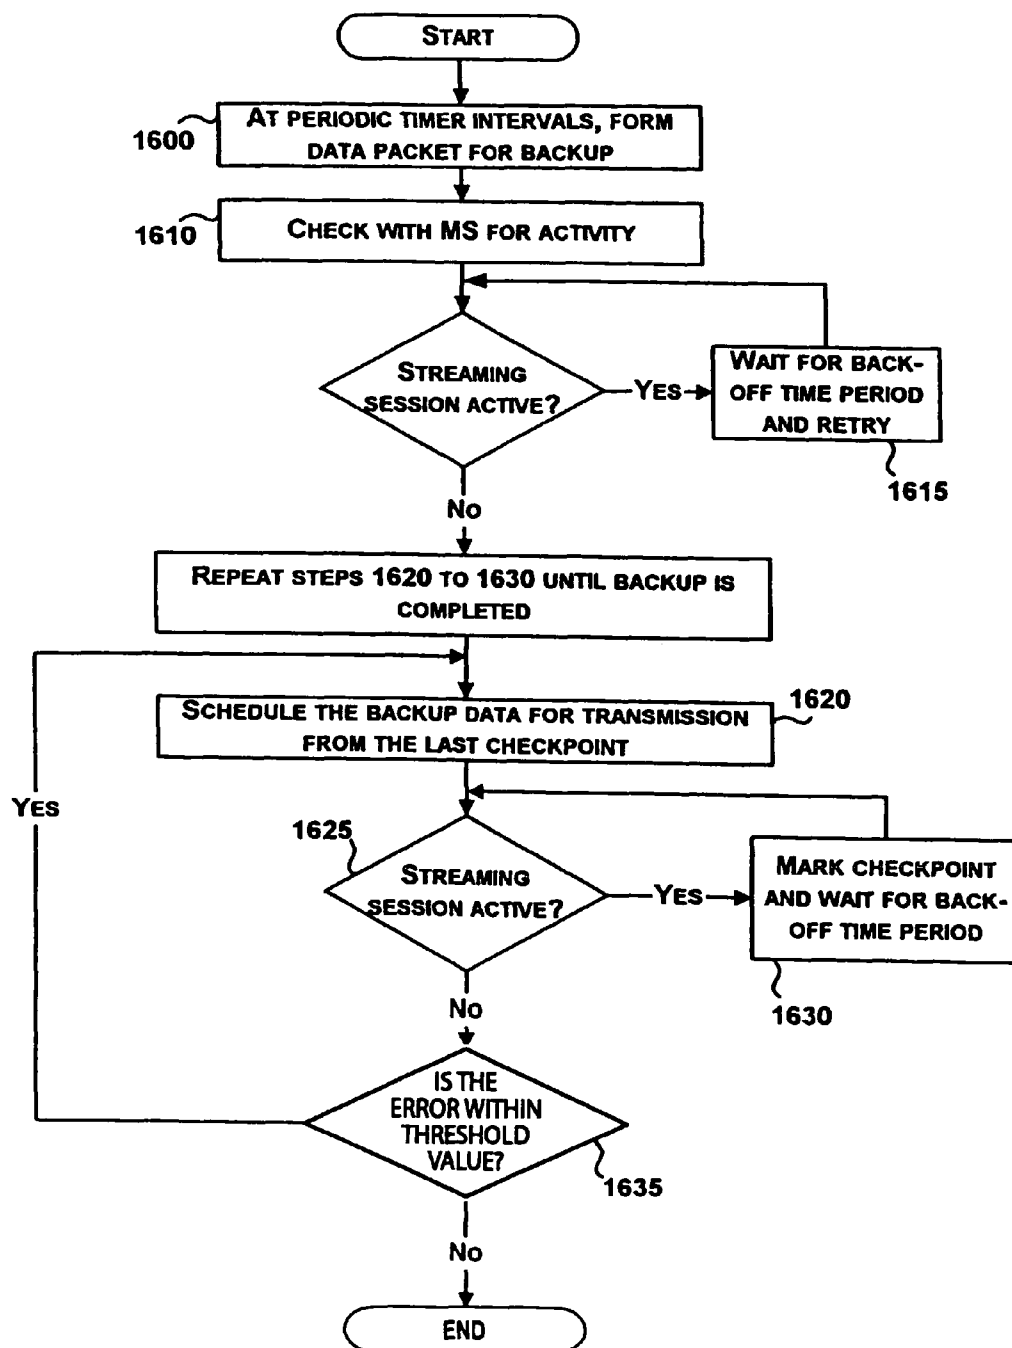 START
1600
AT PERIODIC TIMER INTERVALS, FORM
DATA PACKET FOR BACKUP
1610
CHECK WITH MS FOR ACTIVITY
STREAMING
SESSION ACTIVE?
YES
WAIT FOR BACK-
OFF TIME PERIOD
AND RETRY
1615
NO
REPEAT STEPS 1620 TO 1630 UNTIL BACKUP IS
COMPLETED
1620
SCHEDULE THE BACKUP DATA FOR TRANSMISSION
FROM THE LAST CHECKPOINT
YES
1625
STREAMING
SESSION ACTIVE?
YES
MARK CHECKPOINT
AND WAIT FOR BACK-
OFF TIME PERIOD
1630
NO
IS THE
ERROR WITHIN
THRESHOLD
VALUE?
1635
NO
END